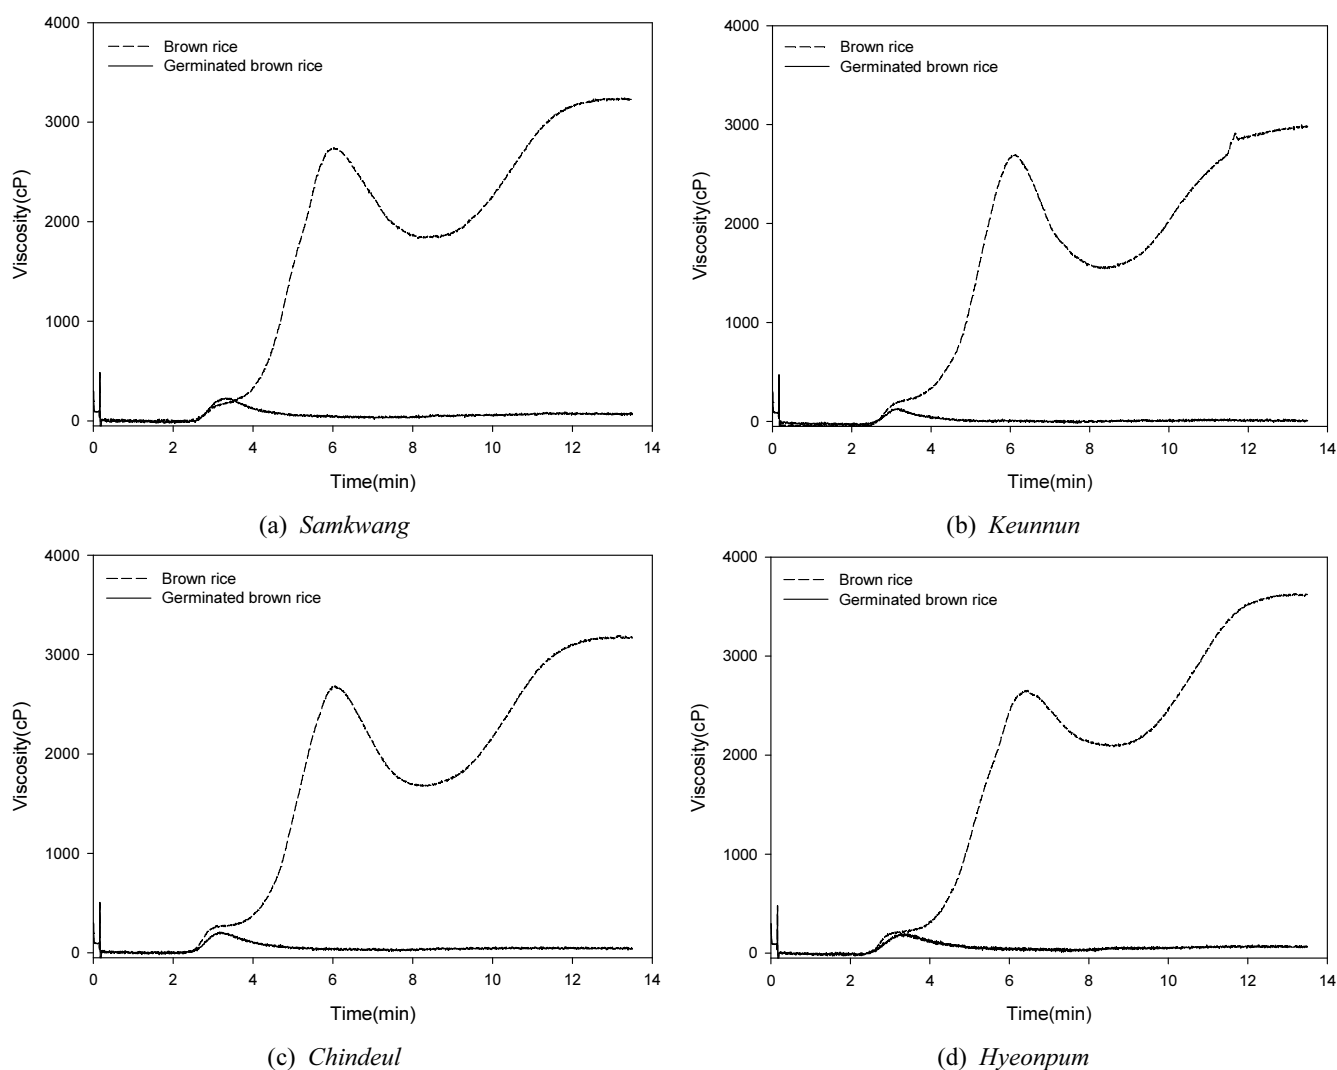 4000
3000
2000
1000
0
Viscosity(cP)
Brown rice
Germinated brown rice
0 2 4 6 8 10 12 14
Time(min)
(a) Samkwang
4000
3000
2000
1000
0
Viscosity(cP)
Brown rice
Germinated brown rice
0 2 4 6 8 10 12 14
Time(min)
(b) Keunnun
4000
3000
2000
1000
0
Viscosity(cP)
Brown rice
Germinated brown rice
0 2 4 6 8 10 12 14
Time(min)
(c) Chindeul
4000
3000
2000
1000
0
Viscosity(cP)
Brown rice
Germinated brown rice
0 2 4 6 8 10 12 14
Time(min)
(d) Hyeonpum